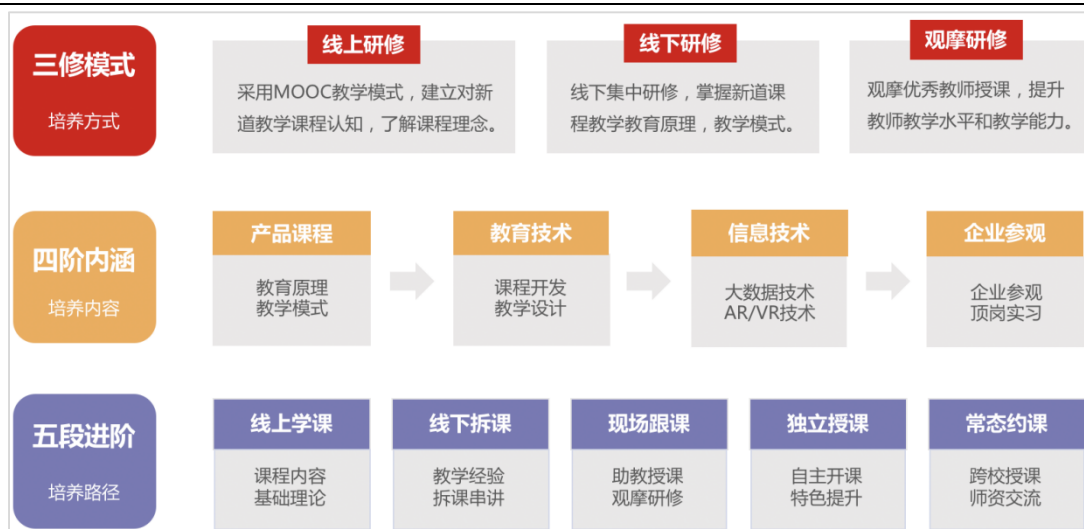 三修模式
培养方式
线上研修
采用MOOC教学模式，建立对新
道教学课程认知，了解课程理念。
线下研修
线下集中研修，掌握新道课
程教学教育原理，教学模式。
观摩研修
观摩优秀教师授课，提升
教师教学水平和教学能力。
四阶内涵
培养内容
产品课程
教育原理
教学模式
教育技术
课程开发
教学设计
信息技术
大数据技术
AR/VR技术
企业参观
企业参观
顶岗实习
五段进阶
培养路径
线上学课
课程内容
基础理论
线下拆课
教学经验
拆课串讲
现场跟课
助教授课
观摩研修
独立授课
自主开课
特色提升
常态约课
跨校授课
师资交流